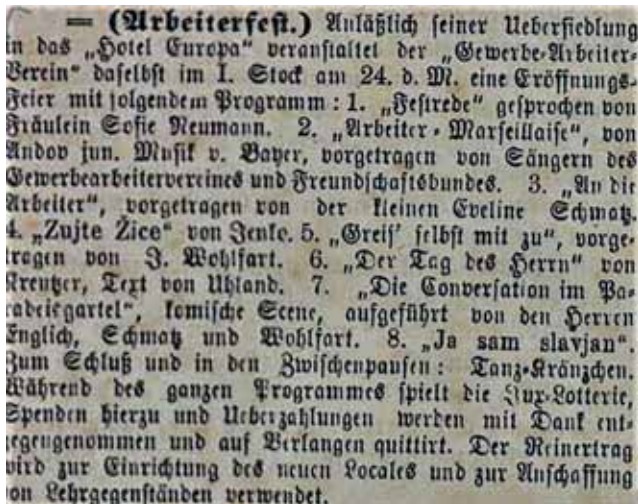 = (Arbeiterfest.) Anläßlich seiner Uebersiedlung
in das „Hotel Europa“ veranstaltet der „Gewerbe-Arbeiter-
Verein“ daselbst im I. Stock am 24. d. M. eine Eröffnungs-
Feier mit folgendem Programm : 1. „Festrede“ gesprochen von
Fräulein Sofie Neumann. 2. „Arbeiter-Marseillaise“, von
Andov jun. Musik v. Bayer, vorgetragen von Sängern des
Gewerbearbeitervereines und Freundschaftsbundes. 3. „An die
Arbeiter“, vorgetragen von der kleinen Eveline Schmatz.
4. „Zujte Žice“ von Jenko. 5. „Greif’ selbst mit zu“, vorge-
tragen von J. Wohlfart. 6. „Der Tag des Herrn“ von
Kreutzer, Text von Uhland. 7. „Die Conversation im Pa-
radeisgartel“, komische Scene, aufgeführt von den Herren
Englich, Schmatz und Wohlfart. 8. „Ja sam slavjan“.
Zum Schluß und in den Zwischenpausen : Tanz-Kränzchen.
Während des ganzen Programmes spielt die Jux-Lotterie,
Spenden hierzu und Ueberzahlungen werden mit Dank ent-
gegengenommen und auf Verlangen quittirt. Der Reinertrag
wird zur Einrichtung des neuen Locales und zur Anschaffung
von Lehrgegenständen verwendet.